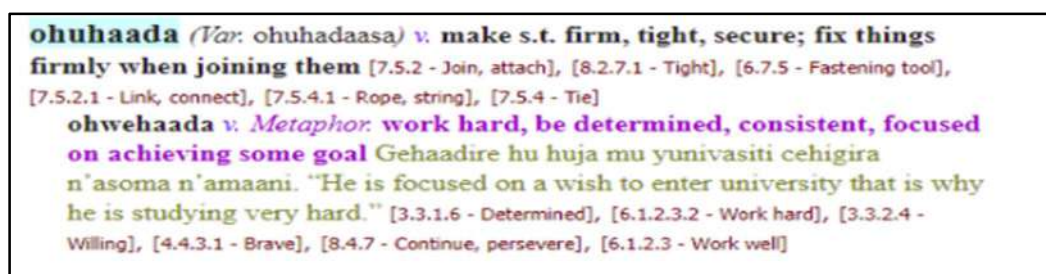 ohuhaada (Var. ohuhadaasa) v. make s.t. firm, tight, secure; fix things
firmly when joining them [7.5.2 - Join, attach], [8.2.7.1 - Tight], [6.7.5 - Fastening tool],
[7.5.2.1 - Link, connect], [7.5.4.1 - Rope, string], [7.5.4 - Tie]
ohwehaada v. Metaphor. work hard, be determined, consistent, focused
on achieving some goal Gehaadire hu huja mu yunivasiti cehigira
n'asoma n'amaani. "He is focused on a wish to enter university that is why
he is studying very hard." [3.3.1.6 - Determined], [6.1.2.3.2 - Work hard], [3.3.2.4 -
Willing], [4.4.3.1 - Brave], [8.4.7 - Continue, persevere], [6.1.2.3 - Work well]